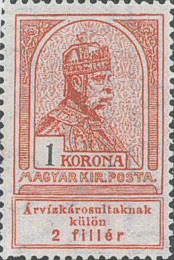 1 KORONA
MAGYAR KIR. POSTA.
Árvízkárosultaknak
külön
2 fillér